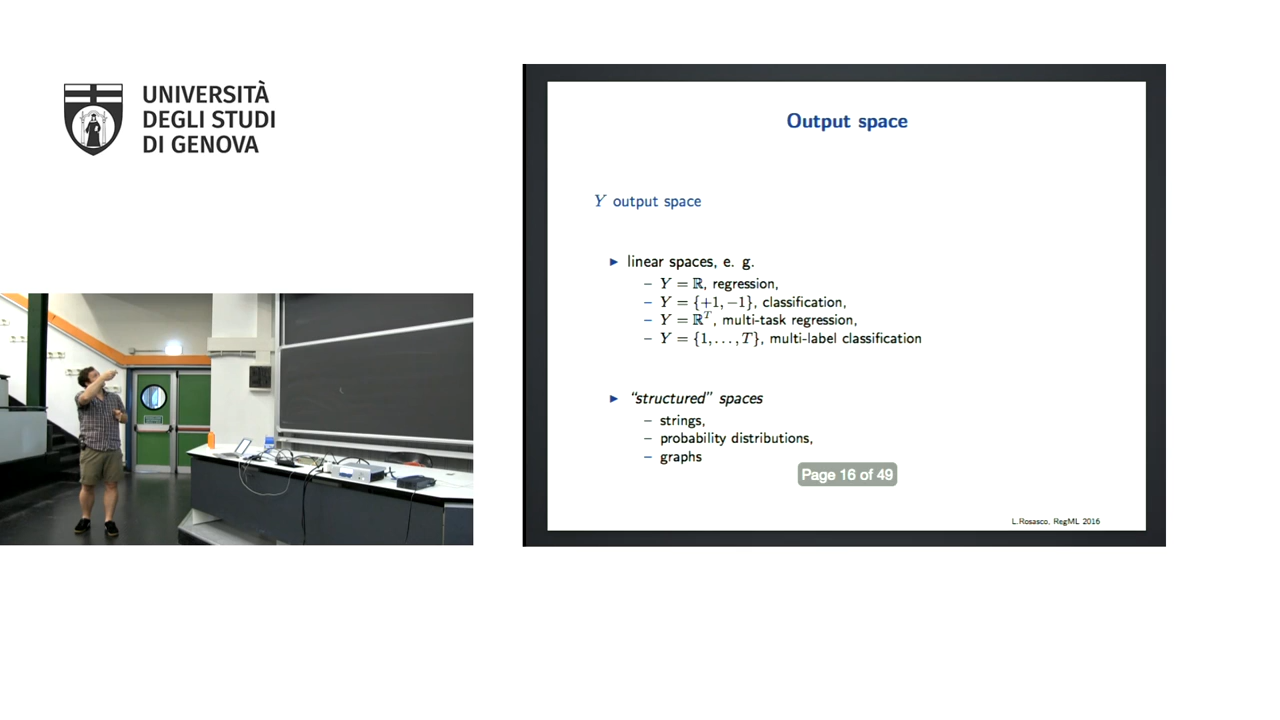 UNIVERSITÀ
DEGLI STUDI
DI GENOVA
Output space
Y output space
► linear spaces, e. g.
– Y = ℝ, regression,
– Y = {+1, −1}, classification,
– Y = ℝᵀ, multi-task regression,
– Y = {1, . . . , T}, multi-label classification
► “structured” spaces
– strings,
– probability distributions,
– graphs
Page 16 of 49
L.Rosasco, RegML 2016